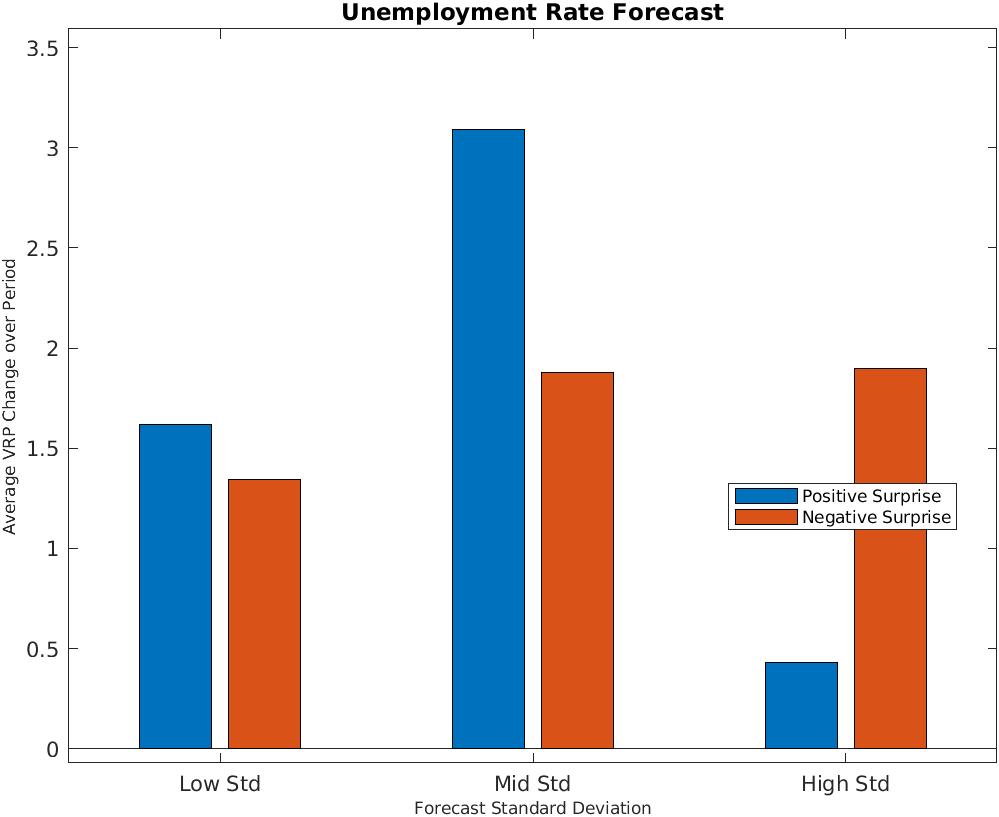 Unemployment Rate Forecast
3.5
3
2.5
2
1.5
1
0.5
0
Average VRP Change over Period
Positive Surprise
Negative Surprise
Low Std
Mid Std
High Std
Forecast Standard Deviation